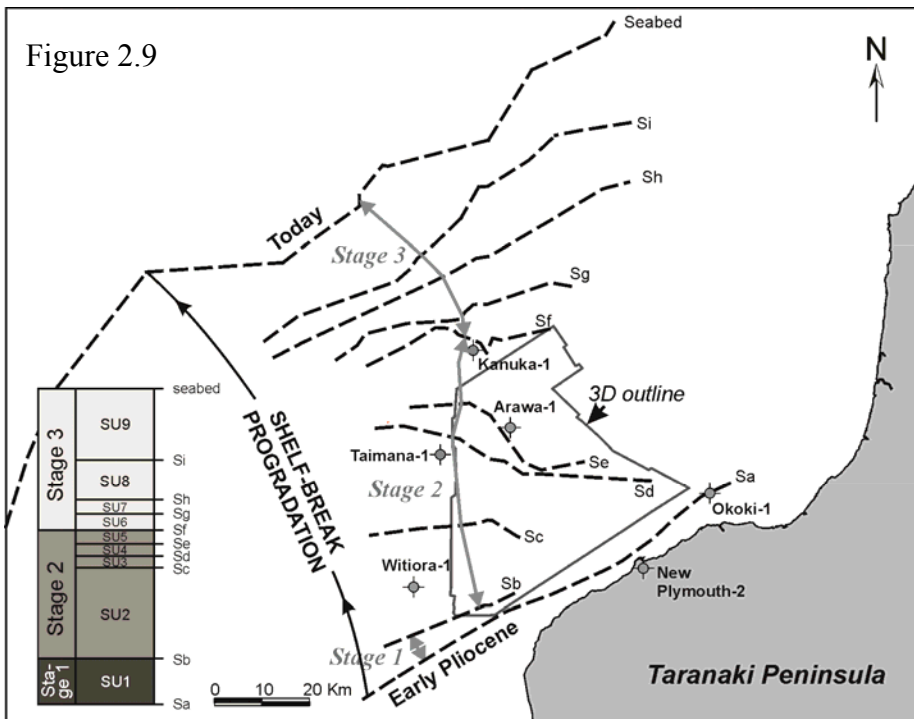 Figure 2.9
Seabed
N
Si
Sh
Today
Stage 3
Sg
Sf
Kanuka-1
3D outline
Arawa-1
Taimana-1
Se
Sd
Sa
Okoki-1
Stage 2
Sc
Witiora-1
Sb
New
Plymouth-2
Stage 1
Early Pliocene
SHELF-BREAK
PROGRADATION
Taranaki Peninsula
0 10 20 Km
seabed
Stage 3
SU9
Si
SU8
Sh
SU7
Sg
SU6
Sf
Stage 2
SU5
Se
SU4
Sd
SU3
Sc
SU2
Sb
Sta-
ge 1
SU1
Sa